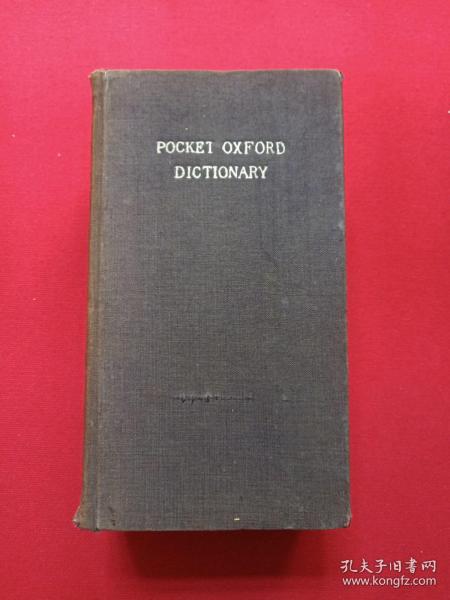 POCKET OXFORD
DICTIONARY
孔夫子旧书网
www.kongfz.com